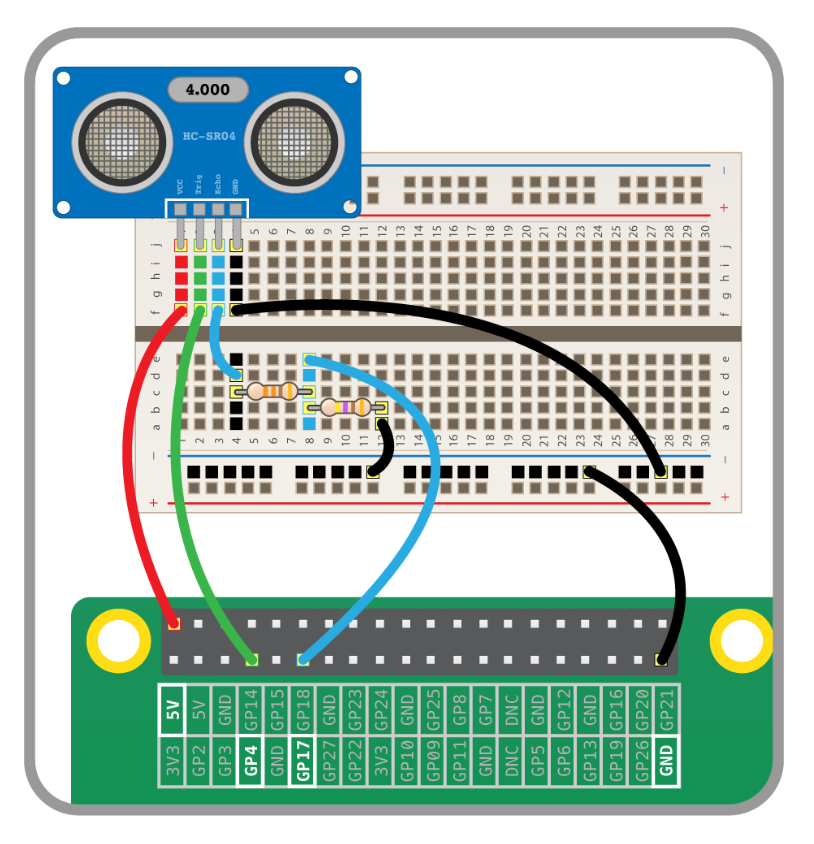 4.000
HC-SR04
VCC Trig Echo GND
−
+
5 6 7 8 9 10 11 12 13 14 15 16 17 18 19 20 21 22 23 24 25 26 27 28 29 30
j j
i i
h h
g g
f f
e e
d d
c c
b b
a a
1 2 3 4 5 6 7 8 9 10 11 12 13 14 15 16 17 18 19 20 21 22 23 24 25 26 27 28 29 30
− −
+ +
5V 5V GND GP14 GP15 GP18 GND GP23 GP24 GND GP25 GP8 GP7 DNC GND GP12 GND GP16 GP20 GP21
3V3 GP2 GP3 GP4 GND GP17 GP27 GP22 3V3 GP10 GP09 GP11 GND DNC GP5 GP6 GP13 GP19 GP26 GND